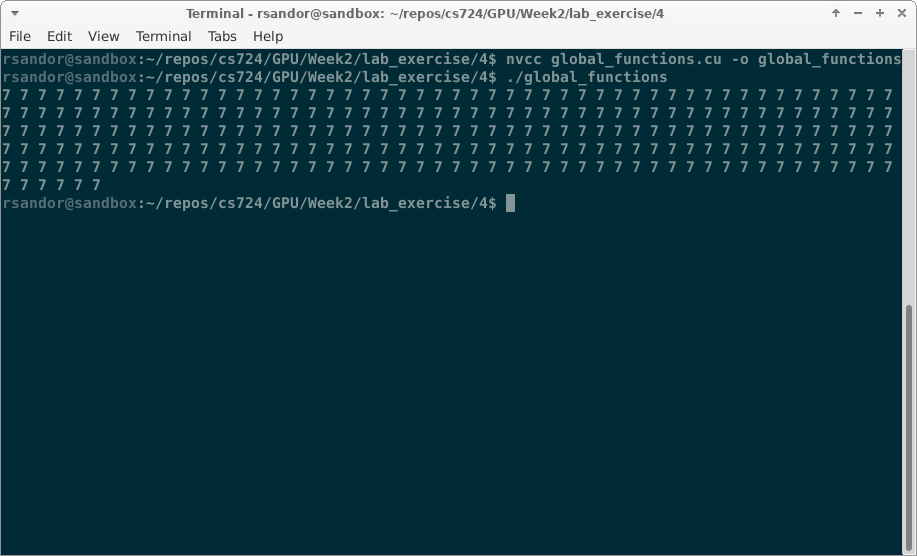 Terminal - rsandor@sandbox: ~/repos/cs724/GPU/Week2/lab_exercise/4
File Edit View Terminal Tabs Help
rsandor@sandbox:~/repos/cs724/GPU/Week2/lab_exercise/4$ nvcc global_functions.cu -o global_functions
rsandor@sandbox:~/repos/cs724/GPU/Week2/lab_exercise/4$ ./global_functions
7 7 7 7 7 7 7 7 7 7 7 7 7 7 7 7 7 7 7 7 7 7 7 7 7 7 7 7 7 7 7 7 7 7 7 7 7 7 7 7 7 7 7 7 7 7 7 7 7 7
7 7 7 7 7 7 7 7 7 7 7 7 7 7 7 7 7 7 7 7 7 7 7 7 7 7 7 7 7 7 7 7 7 7 7 7 7 7 7 7 7 7 7 7 7 7 7 7 7 7
7 7 7 7 7 7 7 7 7 7 7 7 7 7 7 7 7 7 7 7 7 7 7 7 7 7 7 7 7 7 7 7 7 7 7 7 7 7 7 7 7 7 7 7 7 7 7 7 7 7
7 7 7 7 7 7 7 7 7 7 7 7 7 7 7 7 7 7 7 7 7 7 7 7 7 7 7 7 7 7 7 7 7 7 7 7 7 7 7 7 7 7 7 7 7 7 7 7 7 7
7 7 7 7 7 7 7 7 7 7 7 7 7 7 7 7 7 7 7 7 7 7 7 7 7 7 7 7 7 7 7 7 7 7 7 7 7 7 7 7 7 7 7 7 7 7 7 7 7 7
7 7 7 7 7 7
rsandor@sandbox:~/repos/cs724/GPU/Week2/lab_exercise/4$